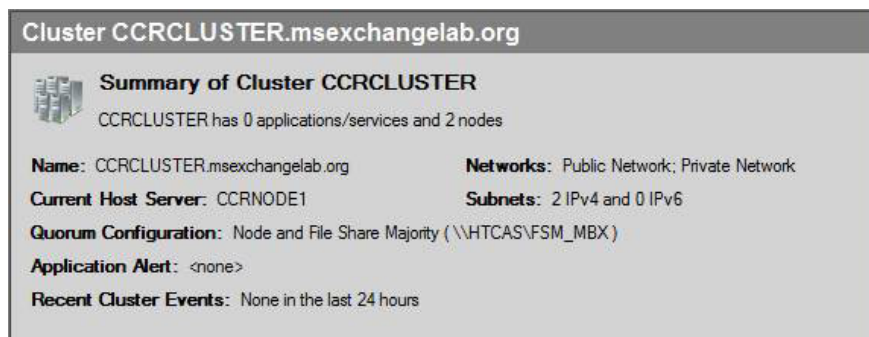 Cluster CCRCLUSTER.msexchangelab.org
Summary of Cluster CCRCLUSTER
CCRCLUSTER has 0 applications/services and 2 nodes
Name: CCRCLUSTER.msexchangelab.org Networks: Public Network; Private Network
Current Host Server: CCRNODE1 Subnets: 2 IPv4 and 0 IPv6
Quorum Configuration: Node and File Share Majority ( \\HTCAS\FSM_MBX )
Application Alert: <none>
Recent Cluster Events: None in the last 24 hours